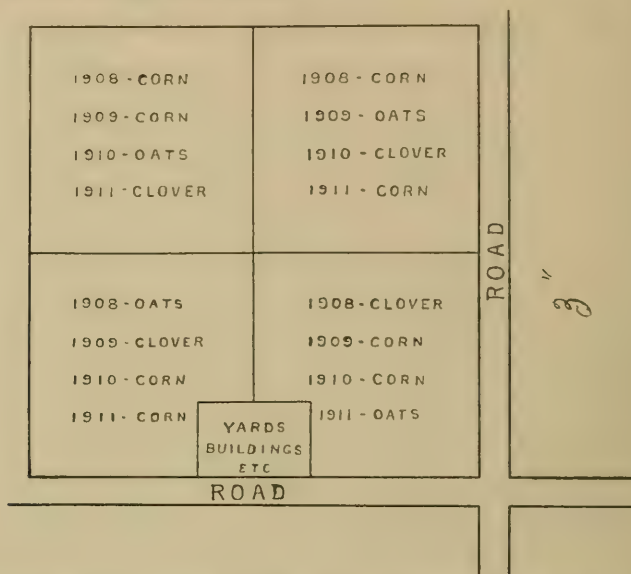 1908 - CORN
1909 - CORN
1910 - OATS
1911 - CLOVER
1908 - CORN
1909 - OATS
1910 - CLOVER
1911 - CORN
1908 - OATS
1909 - CLOVER
1910 - CORN
1911 - CORN
1908 - CLOVER
1909 - CORN
1910 - CORN
1911 - OATS
YARDS
BUILDINGS
ETC
ROAD
ROAD
3"